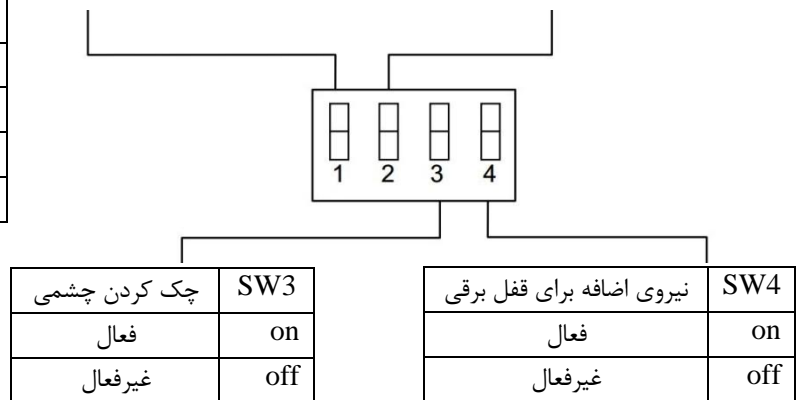 1 2 3 4
SW3 چک کردن چشمی
on فعال
off غیرفعال
SW4 نیروی اضافه برای قفل برقی
on فعال
off غیرفعال